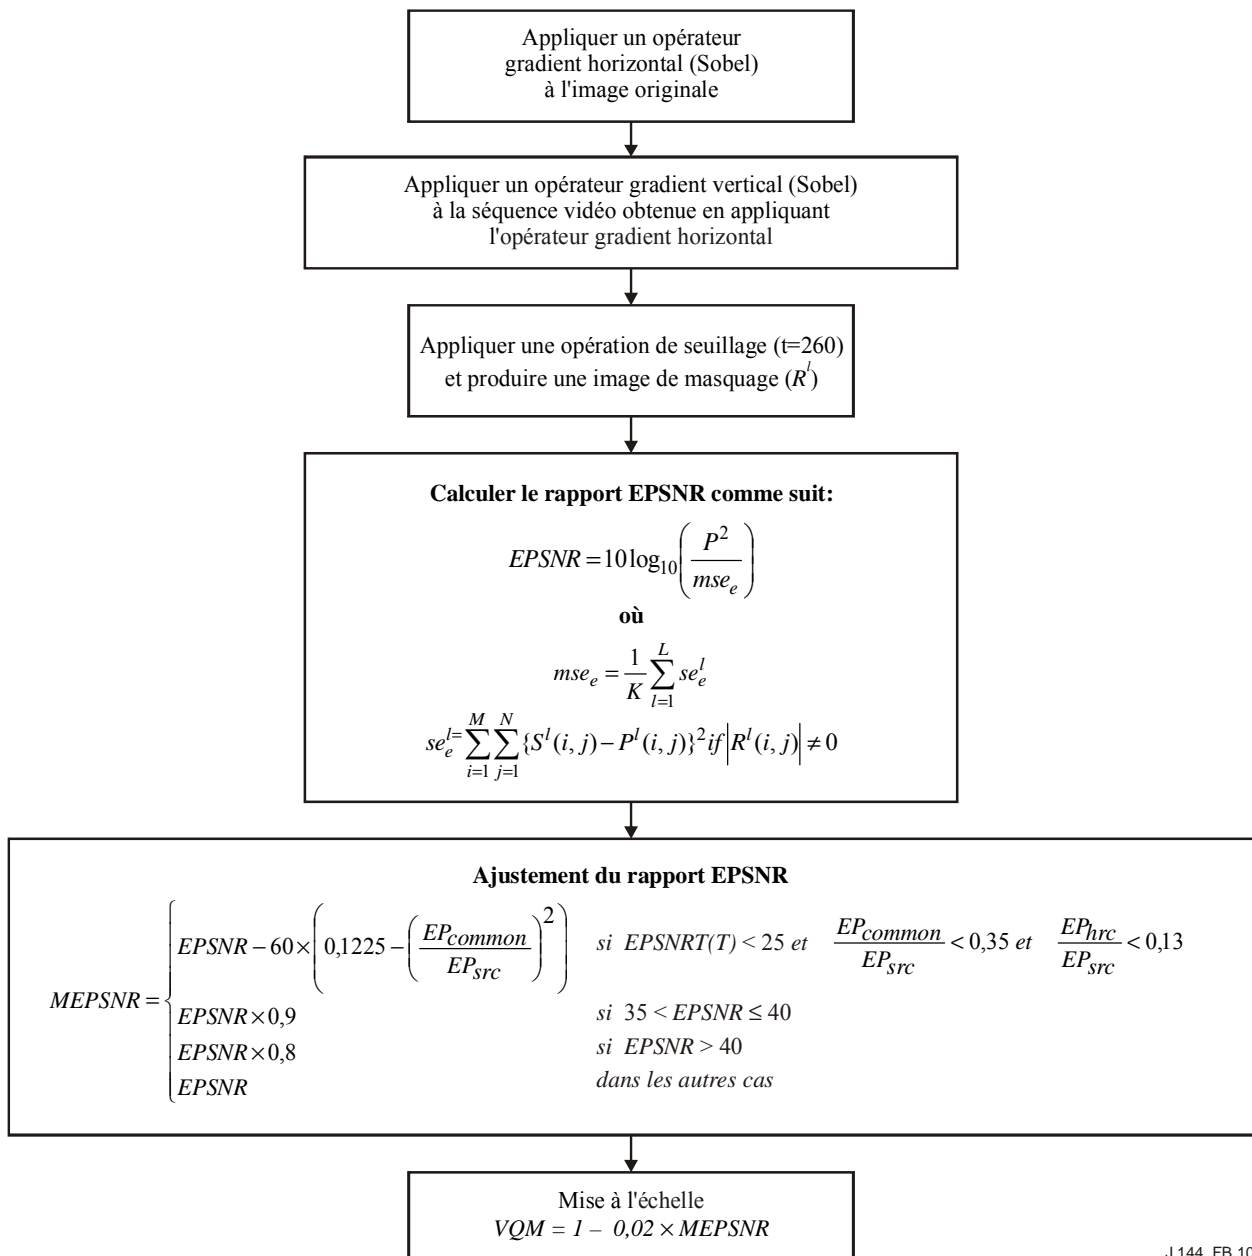 Appliquer un opérateur
gradient horizontal (Sobel)
à l'image originale
Appliquer un opérateur gradient vertical (Sobel)
à la séquence vidéo obtenue en appliquant
l'opérateur gradient horizontal
Appliquer une opération de seuillage (t=260)
et produire une image de masquage (R^l)
Calculer le rapport EPSNR comme suit:
EPSNR = 10 log_10 (P^2 / mse_e)
où
mse_e = 1/K ∑_{l=1}^{L} se_e^l
se_e^{l=} ∑_{i=1}^{M} ∑_{j=1}^{N} {S^l(i, j) – P^l(i, j)}^2 if |R^l(i, j)| ≠ 0
Ajustement du rapport EPSNR
MEPSNR = { EPSNR – 60 × (0,1225 – (EP_common / EP_src)^2) si EPSNRT(T) < 25 et EP_common / EP_src < 0,35 et EP_hrc / EP_src < 0,13
EPSNR × 0,9 si 35 < EPSNR ≤ 40
EPSNR × 0,8 si EPSNR > 40
EPSNR dans les autres cas
Mise à l'échelle
VQM = 1 – 0,02 × MEPSNR
J.144_FB.10